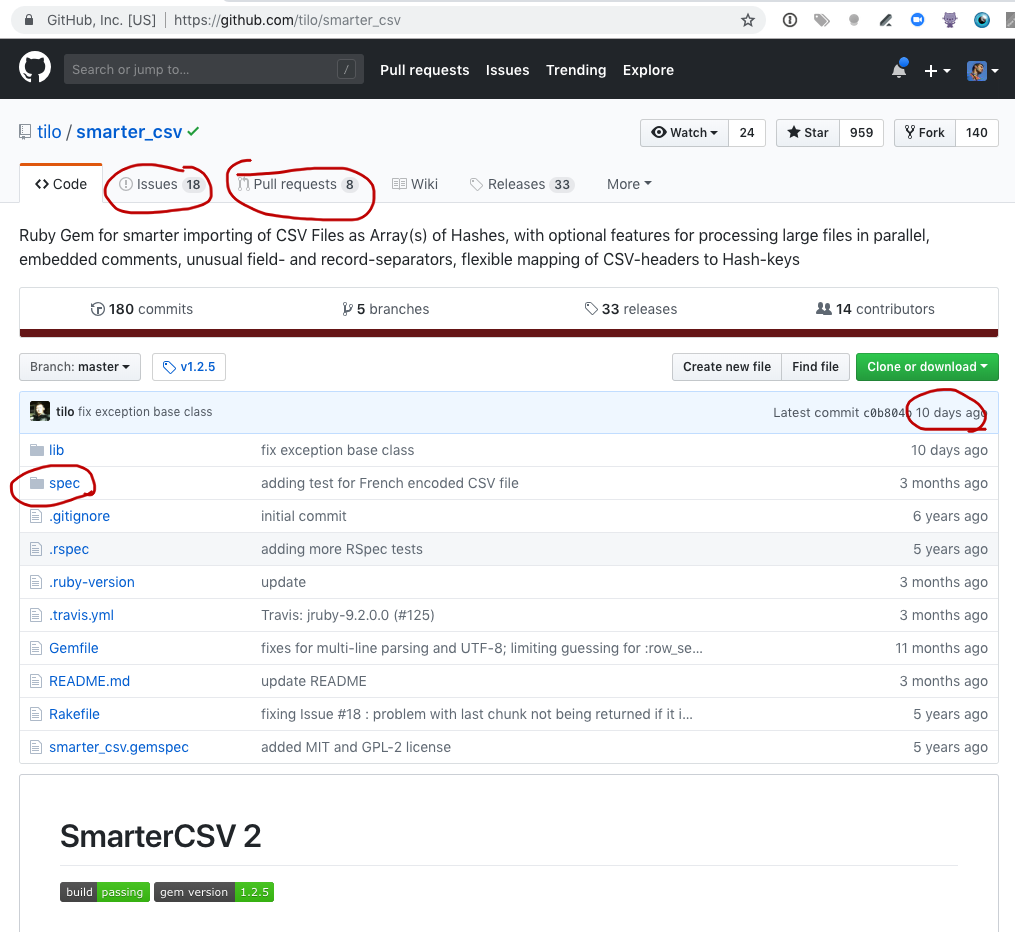 GitHub, Inc. [US] | https://github.com/tilo/smarter_csv
Search or jump to… / Pull requests Issues Trending Explore
tilo / smarter_csv
Watch 24 Star 959 Fork 140
Code Issues 18 Pull requests 8 Wiki Releases 33 More
Ruby Gem for smarter importing of CSV Files as Array(s) of Hashes, with optional features for processing large files in parallel,
embedded comments, unusual field- and record-separators, flexible mapping of CSV-headers to Hash-keys
180 commits 5 branches 33 releases 14 contributors
Branch: master v1.2.5 Create new file Find file Clone or download
tilo fix exception base class Latest commit c0b804b 10 days ago
lib fix exception base class 10 days ago
spec adding test for French encoded CSV file 3 months ago
.gitignore initial commit 6 years ago
.rspec adding more RSpec tests 5 years ago
.ruby-version update 3 months ago
.travis.yml Travis: jruby-9.2.0.0 (#125) 3 months ago
Gemfile fixes for multi-line parsing and UTF-8; limiting guessing for :row_se… 11 months ago
README.md update README 3 months ago
Rakefile fixing Issue #18 : problem with last chunk not being returned if it i… 5 years ago
smarter_csv.gemspec added MIT and GPL-2 license 5 years ago
SmarterCSV 2
build passing gem version 1.2.5